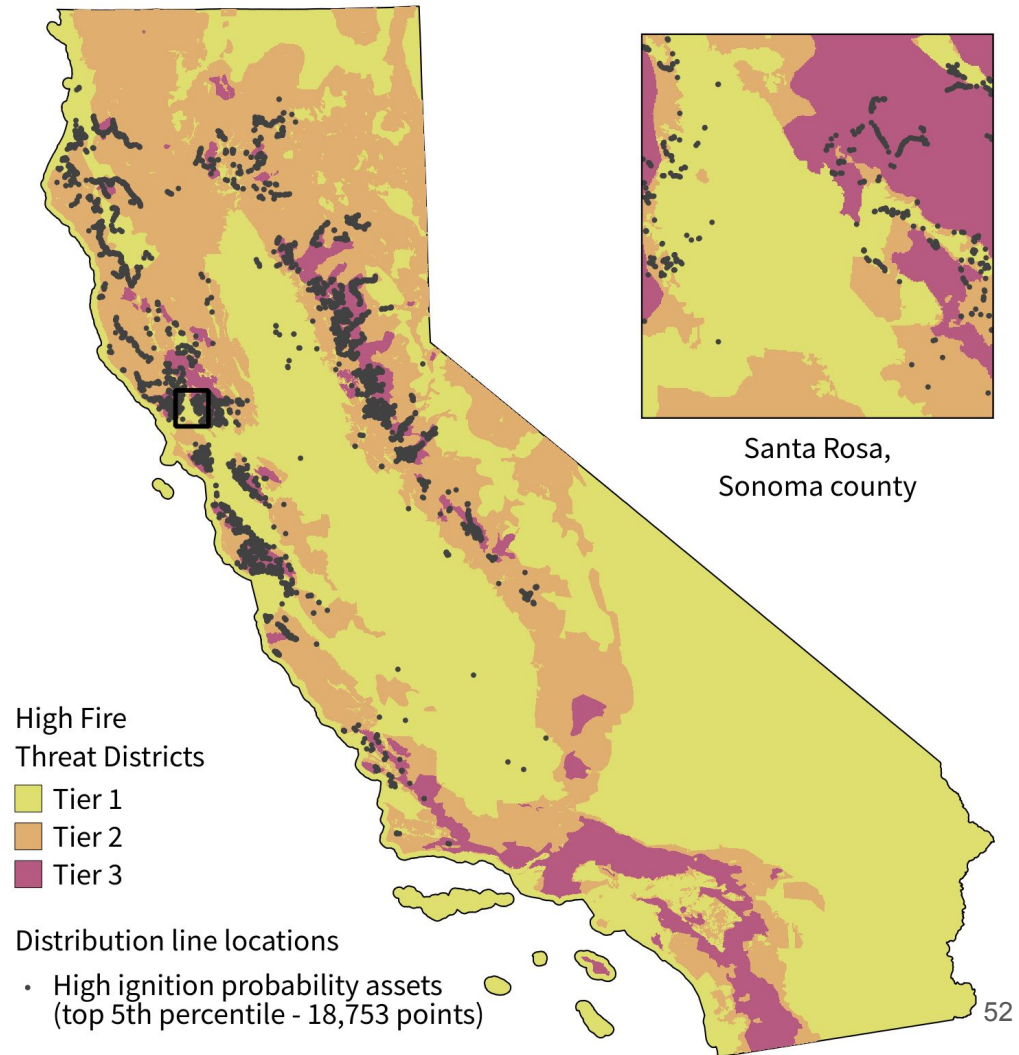 Santa Rosa,
Sonoma county
High Fire
Threat Districts
Tier 1
Tier 2
Tier 3
Distribution line locations
High ignition probability assets
(top 5th percentile - 18,753 points)
52